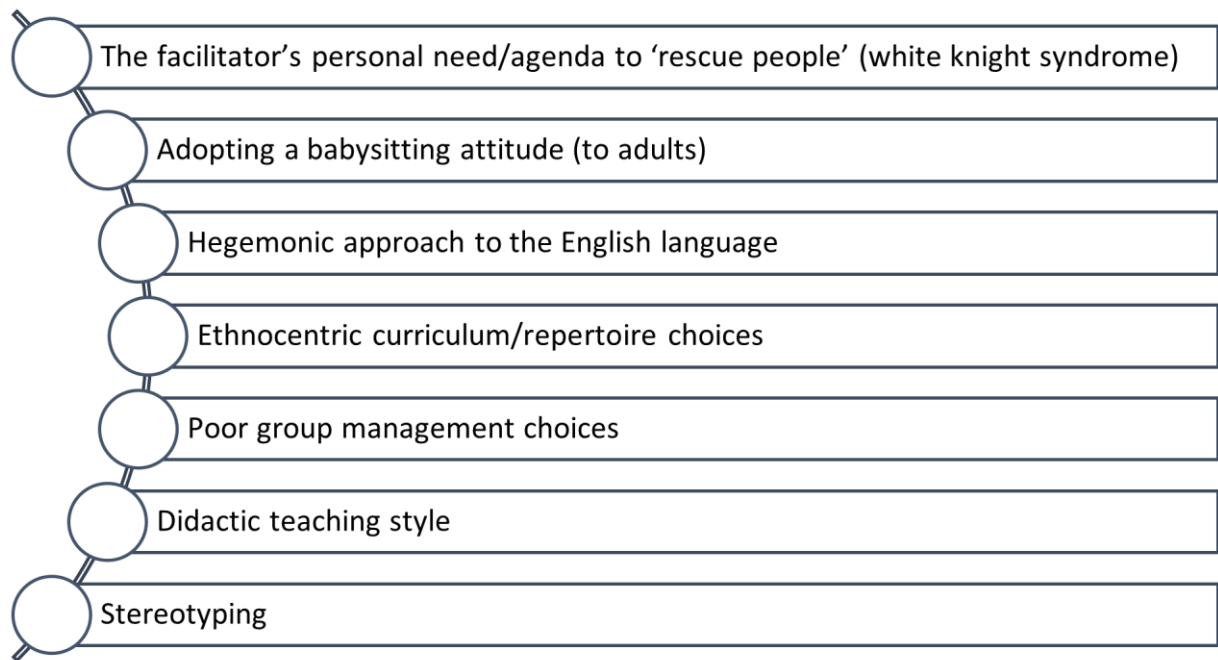 The facilitator’s personal need/agenda to ‘rescue people’ (white knight syndrome)
Adopting a babysitting attitude (to adults)
Hegemonic approach to the English language
Ethnocentric curriculum/repertoire choices
Poor group management choices
Didactic teaching style
Stereotyping